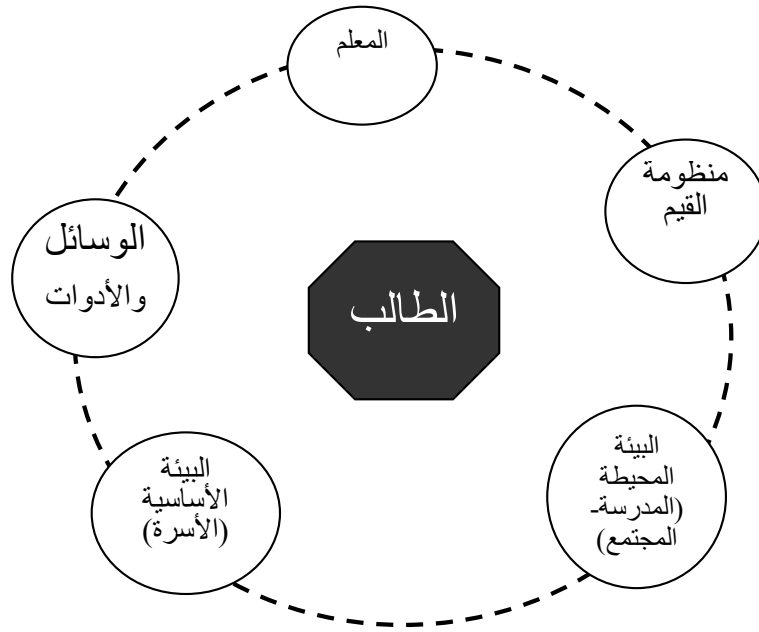 المعلم
منظومة
القيم
الوسائل
والأدوات
الطالب
البيئة
المحيطة
(المدرسة-
المجتمع)
البيئة
الأساسية
(الأسرة)